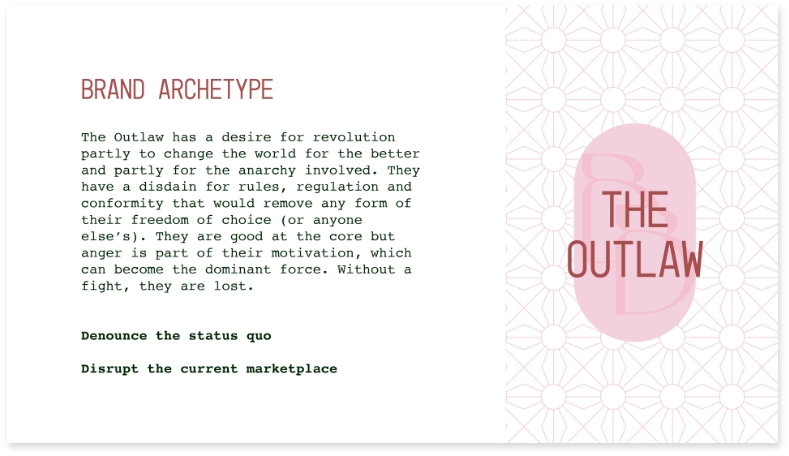 BRAND ARCHETYPE
The Outlaw has a desire for revolution
partly to change the world for the better
and partly for the anarchy involved. They
have a disdain for rules, regulation and
conformity that would remove any form of
their freedom of choice (or anyone
else's). They are good at the core but
anger is part of their motivation, which
can become the dominant force. Without a
fight, they are lost.
Denounce the status quo
Disrupt the current marketplace
THE
OUTLAW